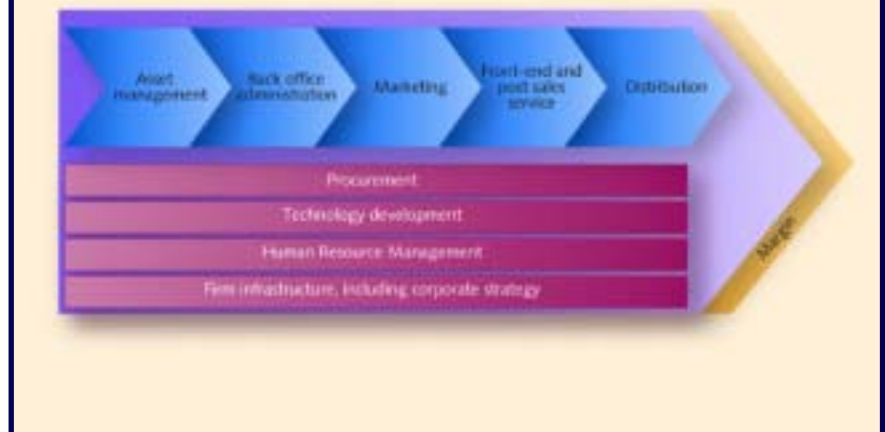 Asset
management
Back office
administration
Marketing
Front-end and
post sales
service
Distribution
Procurement
Technology development
Human Resource Management
Firm infrastructure, including corporate strategy
Margin